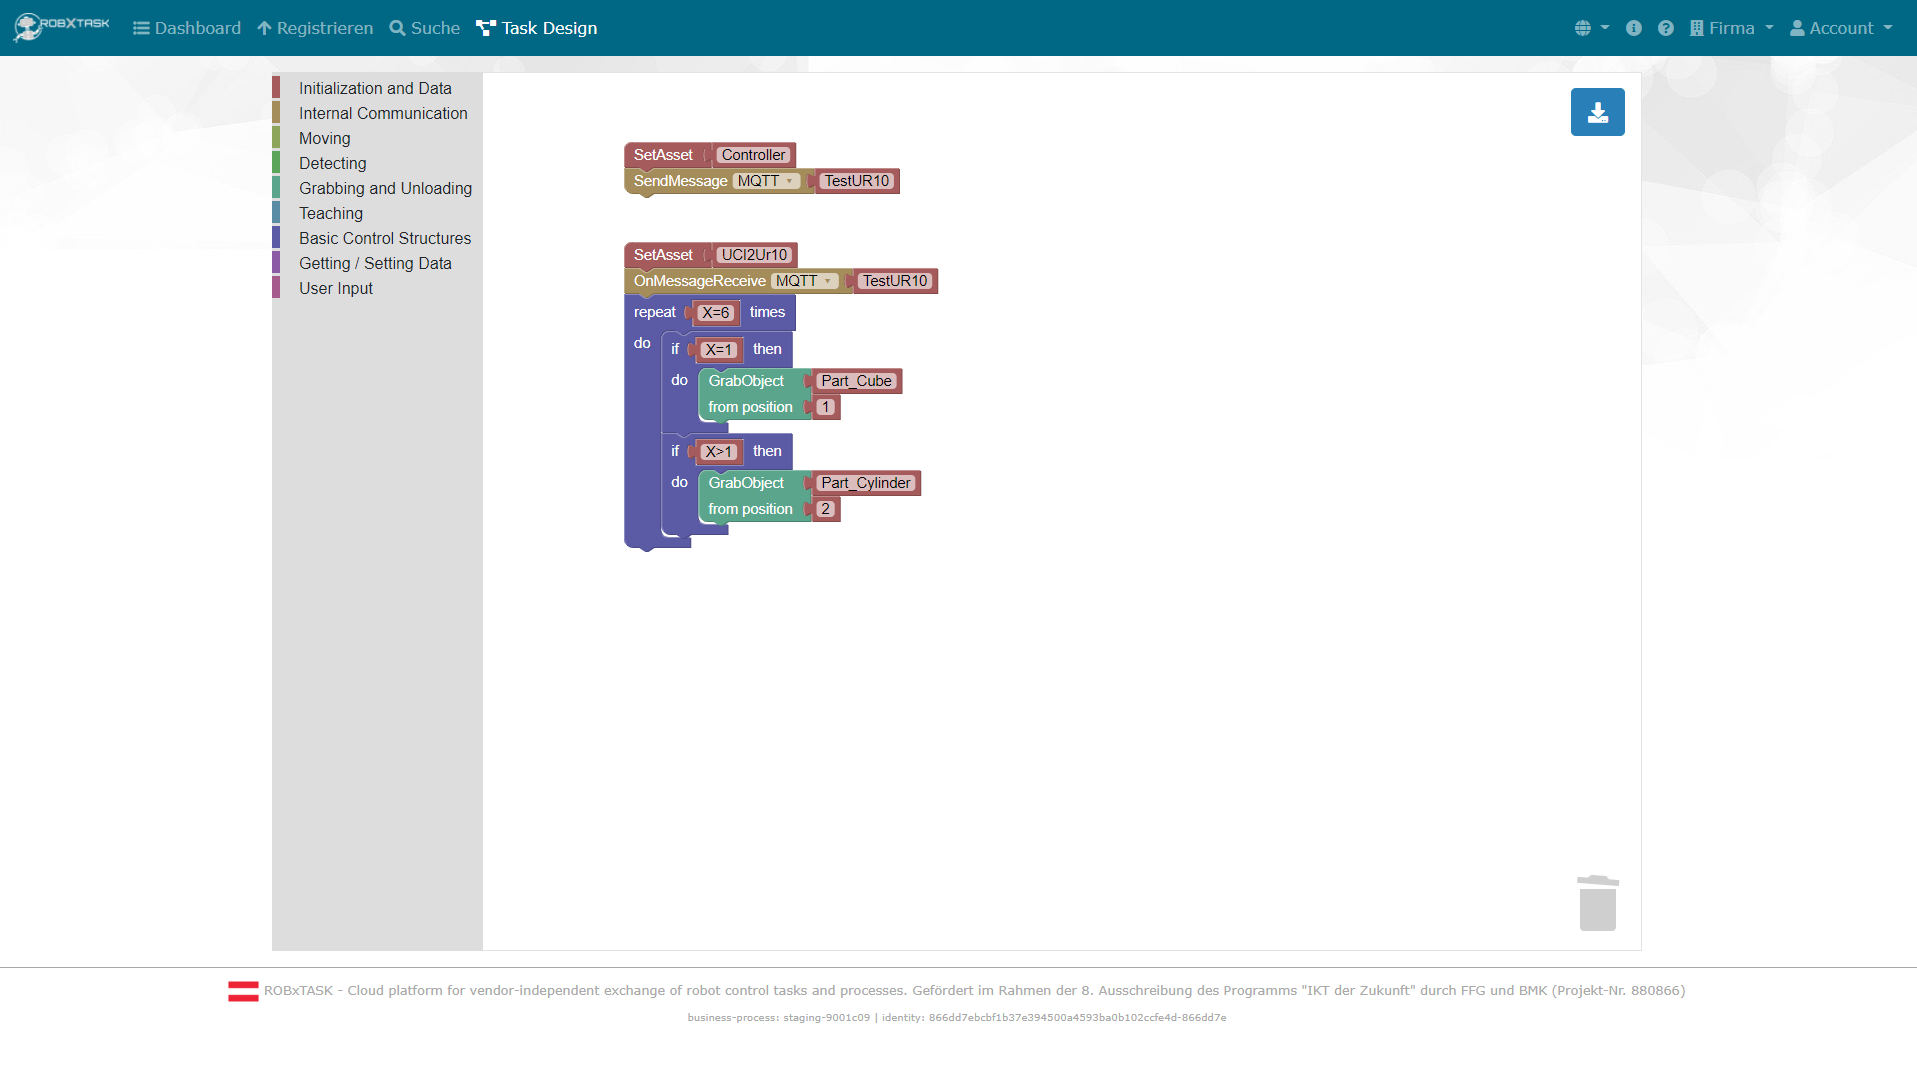 ROBXTASK Dashboard Registrieren Suche Task Design Firma Account
Initialization and Data
Internal Communication
Moving
Detecting
Grabbing and Unloading
Teaching
Basic Control Structures
Getting / Setting Data
User Input
SetAsset Controller
SendMessage MQTT TestUR10
SetAsset UCI2Ur10
OnMessageReceive MQTT TestUR10
repeat X=6 times
do if X=1 then
do GrabObject Part_Cube
from position 1
if X>1 then
do GrabObject Part_Cylinder
from position 2
ROBxTASK - Cloud platform for vendor-independent exchange of robot control tasks and processes. Gefördert im Rahmen der 8. Ausschreibung des Programms "IKT der Zukunft" durch FFG und BMK (Projekt-Nr. 880866)
business-process: staging-9001c09 | identity: 866dd7ebcbf1b37e394500a4593ba0b102ccfe4d-866dd7e